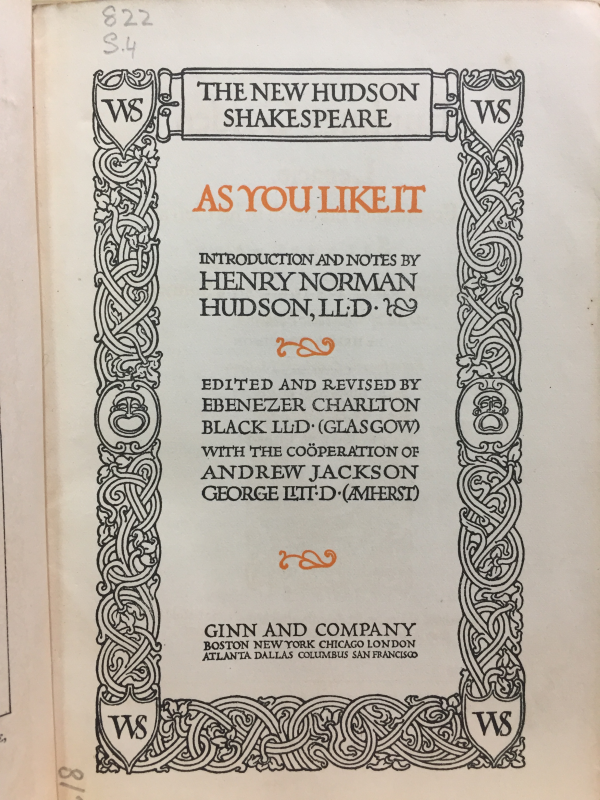 822
S.4
WS
THE NEW HUDSON
SHAKESPEARE
WS
AS YOU LIKE IT
INTRODUCTION AND NOTES BY
HENRY NORMAN
HUDSON, LL·D·
EDITED AND REVISED BY
EBENEZER CHARLTON
BLACK LL·D· (GLASGOW)
WITH THE COÖPERATION OF
ANDREW JACKSON
GEORGE LITT·D·(AMHERST)
GINN AND COMPANY
BOSTON NEW YORK CHICAGO LONDON
ATLANTA DALLAS COLUMBUS SAN FRANCISCO
WS
WS